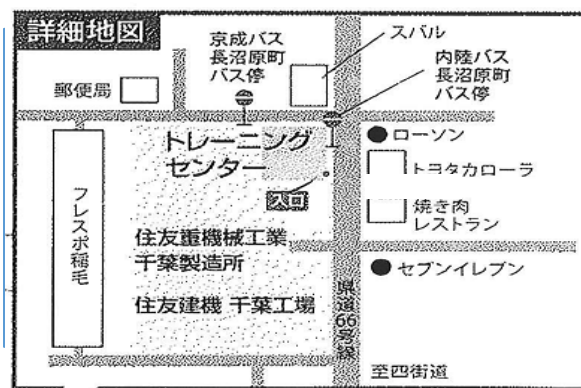 詳細地図
京成バス
長沼原町
バス停
スバル
内陸バス
長沼原町
バス停
郵便局
トレーニング
センター
ローソン
トヨタカローラ
入口
焼き肉
レストラン
フレスポ稲毛
住友重機械工業
千葉製造所
セブンイレブン
住友建機 千葉工場
県道66号線
至四街道